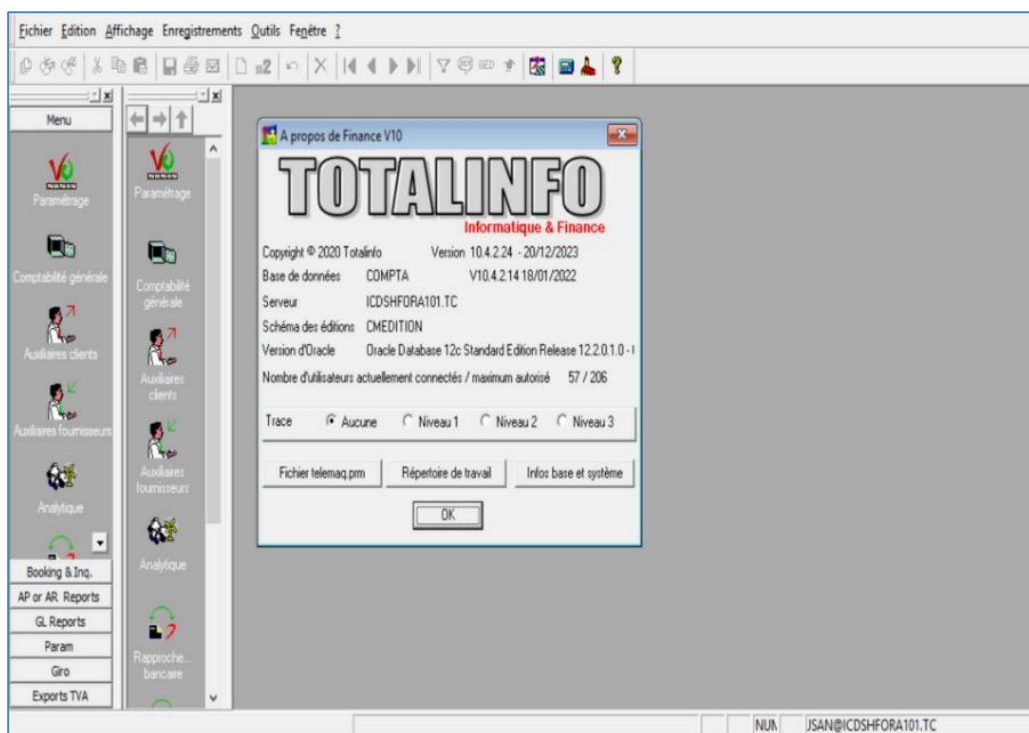 Fichier Edition Affichage Enregistrements Outils Fenêtre ?
Menu
Paramétrage
Comptabilité générale
Auxiliaires clients
Auxiliaires fournisseurs
Analytique
Booking & Inq.
AP or AR Reports
GL Reports
Param
Giro
Exports TVA
Paramétrage
Comptabilité
générale
Auxiliaires
clients
Auxiliaires
fournisseurs
Analytique
Rapproche...
bancaire
A propos de Finance V10
TOTALINFO
Informatique & Finance
Copyright © 2020 Totalinfo Version 10.4.2.24 - 20/12/2023
Base de données COMPTA V10.4.2.14 18/01/2022
Serveur ICDSHFORA101.TC
Schéma des éditions CMEDITION
Version d'Oracle Oracle Database 12c Standard Edition Release 12.2.0.1.0 -
Nombre d'utilisateurs actuellement connectés / maximum autorisé 57 / 206
Trace Aucune Niveau 1 Niveau 2 Niveau 3
Fichier telemaq.prm Répertoire de travail Infos base et système
OK
NUM JSAN@ICDSHFORA101.TC